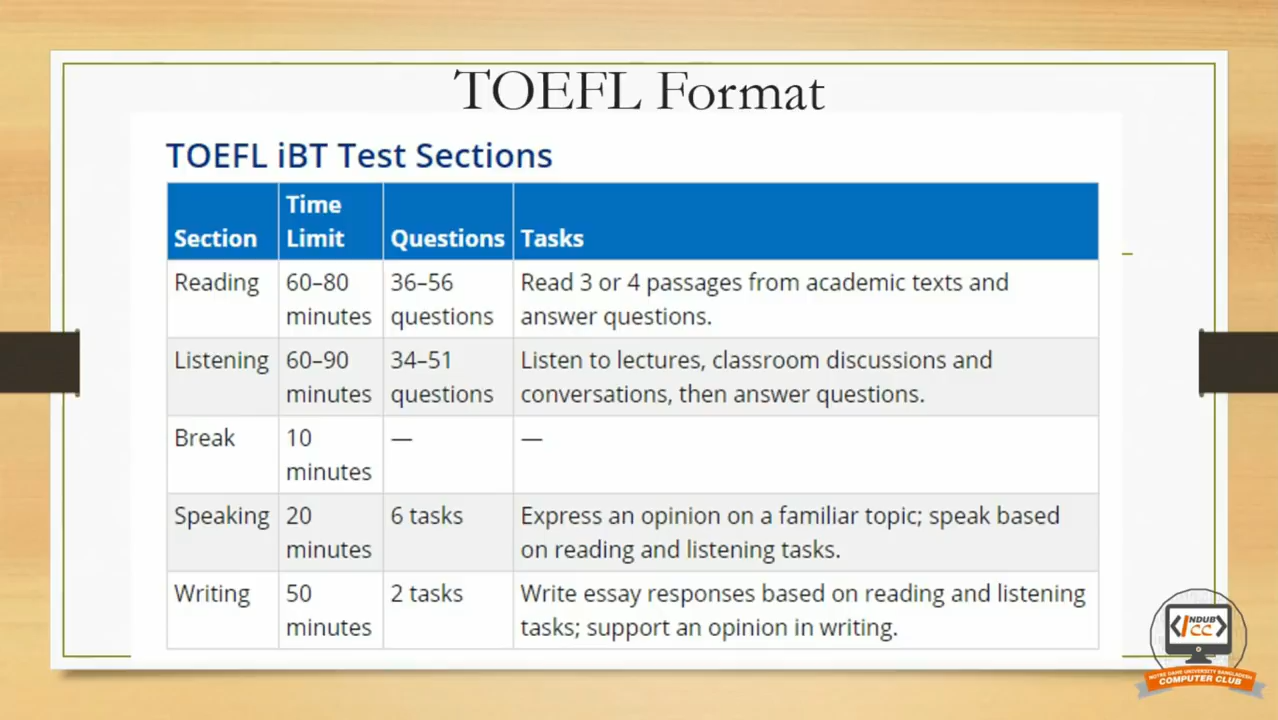 TOEFL Format
TOEFL iBT Test Sections
Section
Time
Limit
Questions
Tasks
Reading
60–80
minutes
36–56
questions
Read 3 or 4 passages from academic texts and
answer questions.
Listening
60–90
minutes
34–51
questions
Listen to lectures, classroom discussions and
conversations, then answer questions.
Break
10
minutes
—
—
Speaking
20
minutes
6 tasks
Express an opinion on a familiar topic; speak based
on reading and listening tasks.
Writing
50
minutes
2 tasks
Write essay responses based on reading and listening
tasks; support an opinion in writing.
NDUB
CC
NOTRE DAME UNIVERSITY BANGLADESH
COMPUTER CLUB